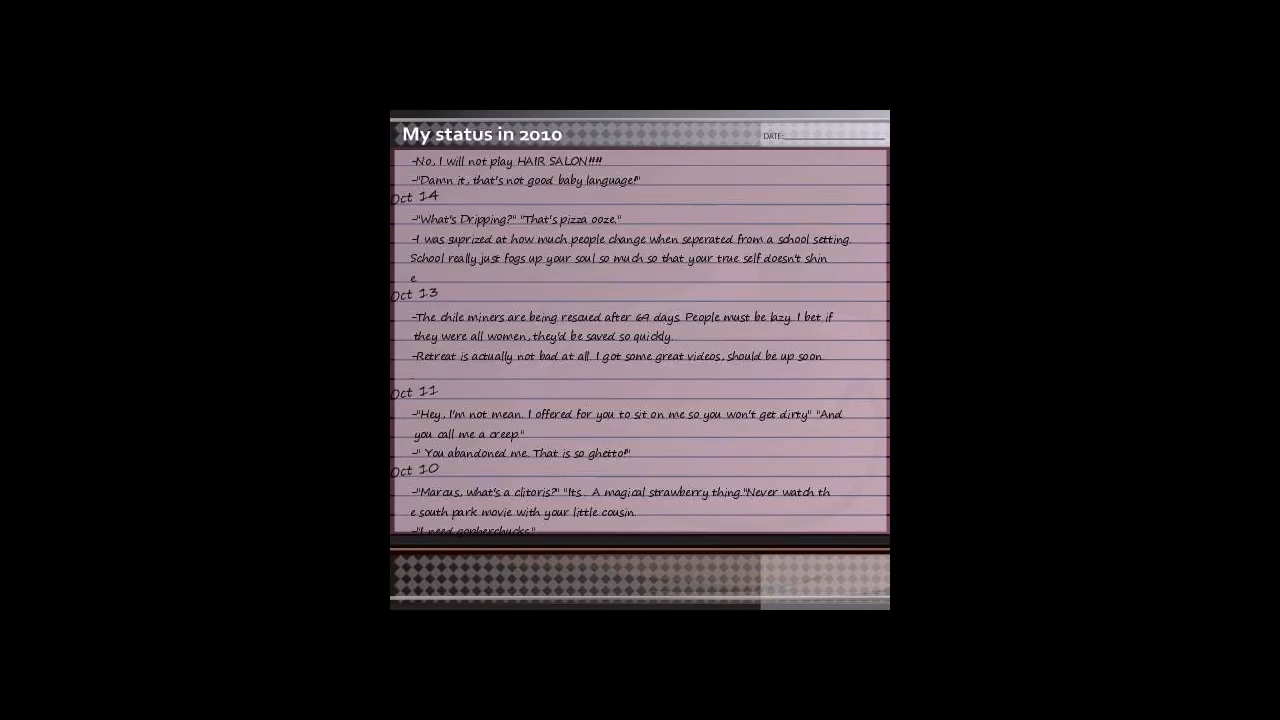 My status in 2010
DATE:
-No, I will not play HAIR SALON!!!!
-"Damn it, that's not good baby language!"
Oct 14
-"What's Dripping?" "That's pizza ooze."
-I was suprized at how much people change when seperated from a school setting.
School really just fogs up your soul so much so that your true self doesn't shin
e
Oct 13
-The chile miners are being rescued after 69 days. People must be lazy. I bet if
they were all women, they'd be saved so quickly.
-Retreat is actually not bad at all. I got some great videos, should be up soon
.
Oct 11
-"Hey, I'm not mean. I offered for you to sit on me so you won't get dirty" "And
you call me a creep."
-" You abandoned me. That is so ghetto!"
Oct 10
-"Marcus, what's a clitoris?" "Its.. A magical strawberry thing."Never watch th
e south park movie with your little cousin.
-"I need gopherchucks."